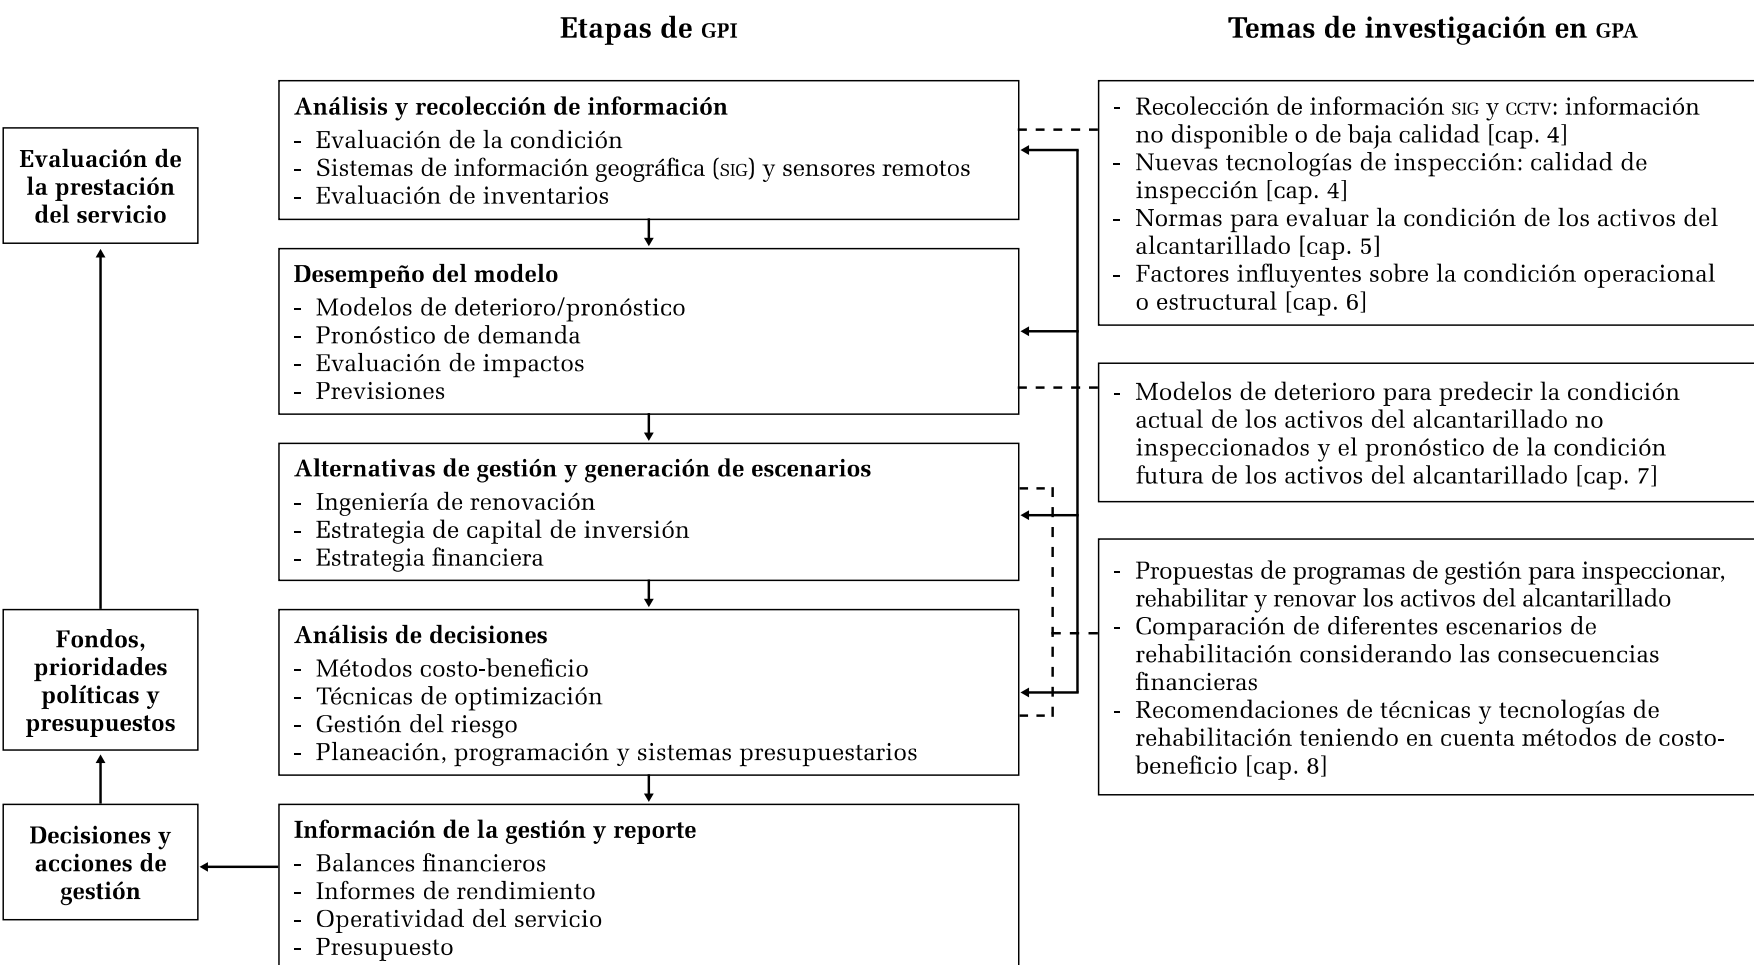 Etapas de GPI
Análisis y recolección de información
- Evaluación de la condición
- Sistemas de información geográfica (SIG) y sensores remotos
- Evaluación de inventarios
Desempeño del modelo
- Modelos de deterioro/pronóstico
- Pronóstico de demanda
- Evaluación de impactos
- Previsiones
Alternativas de gestión y generación de escenarios
- Ingeniería de renovación
- Estrategia de capital de inversión
- Estrategia financiera
Análisis de decisiones
- Métodos costo-beneficio
- Técnicas de optimización
- Gestión del riesgo
- Planeación, programación y sistemas presupuestarios
Información de la gestión y reporte
- Balances financieros
- Informes de rendimiento
- Operatividad del servicio
- Presupuesto
Decisiones y
acciones de
gestión
Fondos,
prioridades
políticas y
presupuestos
Evaluación de
la prestación
del servicio
Temas de investigación en GPA
- Recolección de información SIG y CCTV: información
no disponible o de baja calidad [cap. 4]
- Nuevas tecnologías de inspección: calidad de
inspección [cap. 4]
- Normas para evaluar la condición de los activos del
alcantarillado [cap. 5]
- Factores influyentes sobre la condición operacional
o estructural [cap. 6]
- Modelos de deterioro para predecir la condición
actual de los activos del alcantarillado no
inspeccionados y el pronóstico de la condición
futura de los activos del alcantarillado [cap. 7]
- Propuestas de programas de gestión para inspeccionar,
rehabilitar y renovar los activos del alcantarillado
- Comparación de diferentes escenarios de
rehabilitación considerando las consecuencias
financieras
- Recomendaciones de técnicas y tecnologías de
rehabilitación teniendo en cuenta métodos de costo-
beneficio [cap. 8]